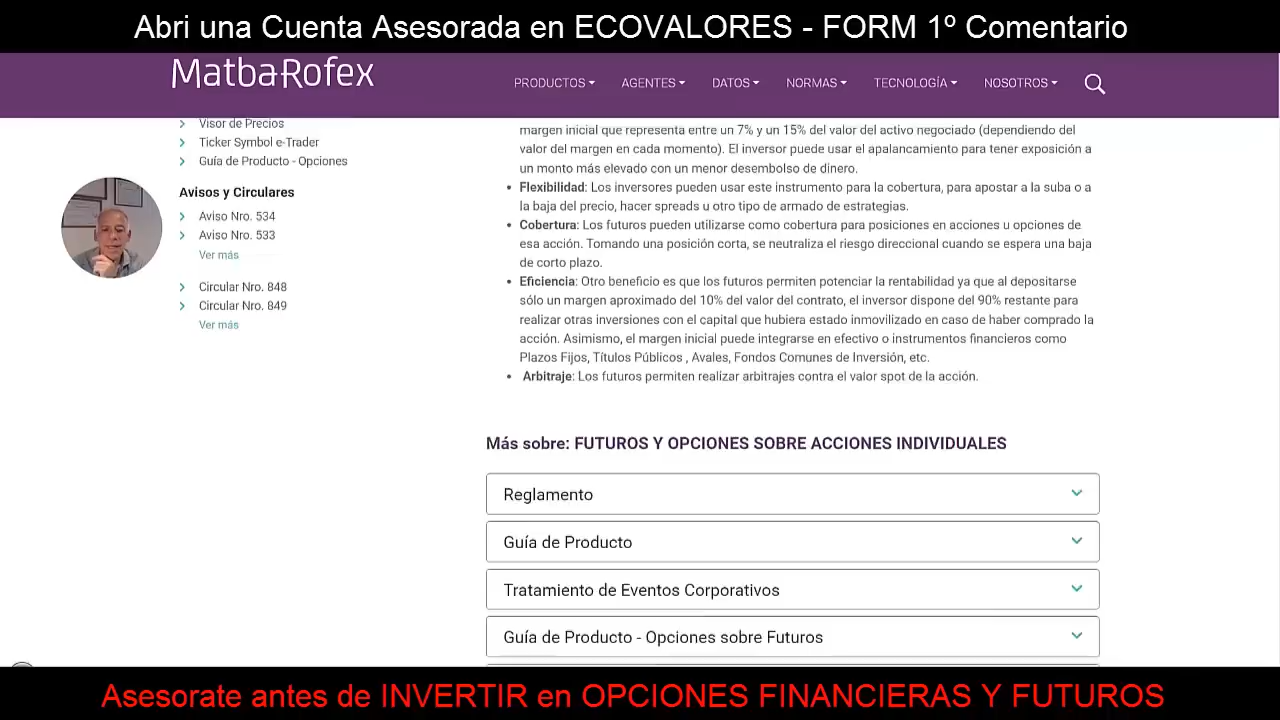 Abri una Cuenta Asesorada en ECOVALORES - FORM 1º Comentario
MatbaRofex
PRODUCTOS
AGENTES
DATOS
NORMAS
TECNOLOGÍA
NOSOTROS
Visor de Precios
Ticker Symbol e-Trader
Guía de Producto - Opciones
Avisos y Circulares
Aviso Nro. 534
Aviso Nro. 533
Ver más
Circular Nro. 848
Circular Nro. 849
Ver más
margen inicial que representa entre un 7% y un 15% del valor del activo negociado (dependiendo del
valor del margen en cada momento). El inversor puede usar el apalancamiento para tener exposición a
un monto más elevado con un menor desembolso de dinero.
• Flexibilidad: Los inversores pueden usar este instrumento para la cobertura, para apostar a la suba o a
la baja del precio, hacer spreads u otro tipo de armado de estrategias.
• Cobertura: Los futuros pueden utilizarse como cobertura para posiciones en acciones u opciones de
esa acción. Tomando una posición corta, se neutraliza el riesgo direccional cuando se espera una baja
de corto plazo.
• Eficiencia: Otro beneficio es que los futuros permiten potenciar la rentabilidad ya que al depositarse
sólo un margen aproximado del 10% del valor del contrato, el inversor dispone del 90% restante para
realizar otras inversiones con el capital que hubiera estado inmovilizado en caso de haber comprado la
acción. Asimismo, el margen inicial puede integrarse en efectivo o instrumentos financieros como
Plazos Fijos, Títulos Públicos , Avales, Fondos Comunes de Inversión, etc.
• Arbitraje: Los futuros permiten realizar arbitrajes contra el valor spot de la acción.
Más sobre: FUTUROS Y OPCIONES SOBRE ACCIONES INDIVIDUALES
Reglamento
Guía de Producto
Tratamiento de Eventos Corporativos
Guía de Producto - Opciones sobre Futuros
Asesorate antes de INVERTIR en OPCIONES FINANCIERAS Y FUTUROS